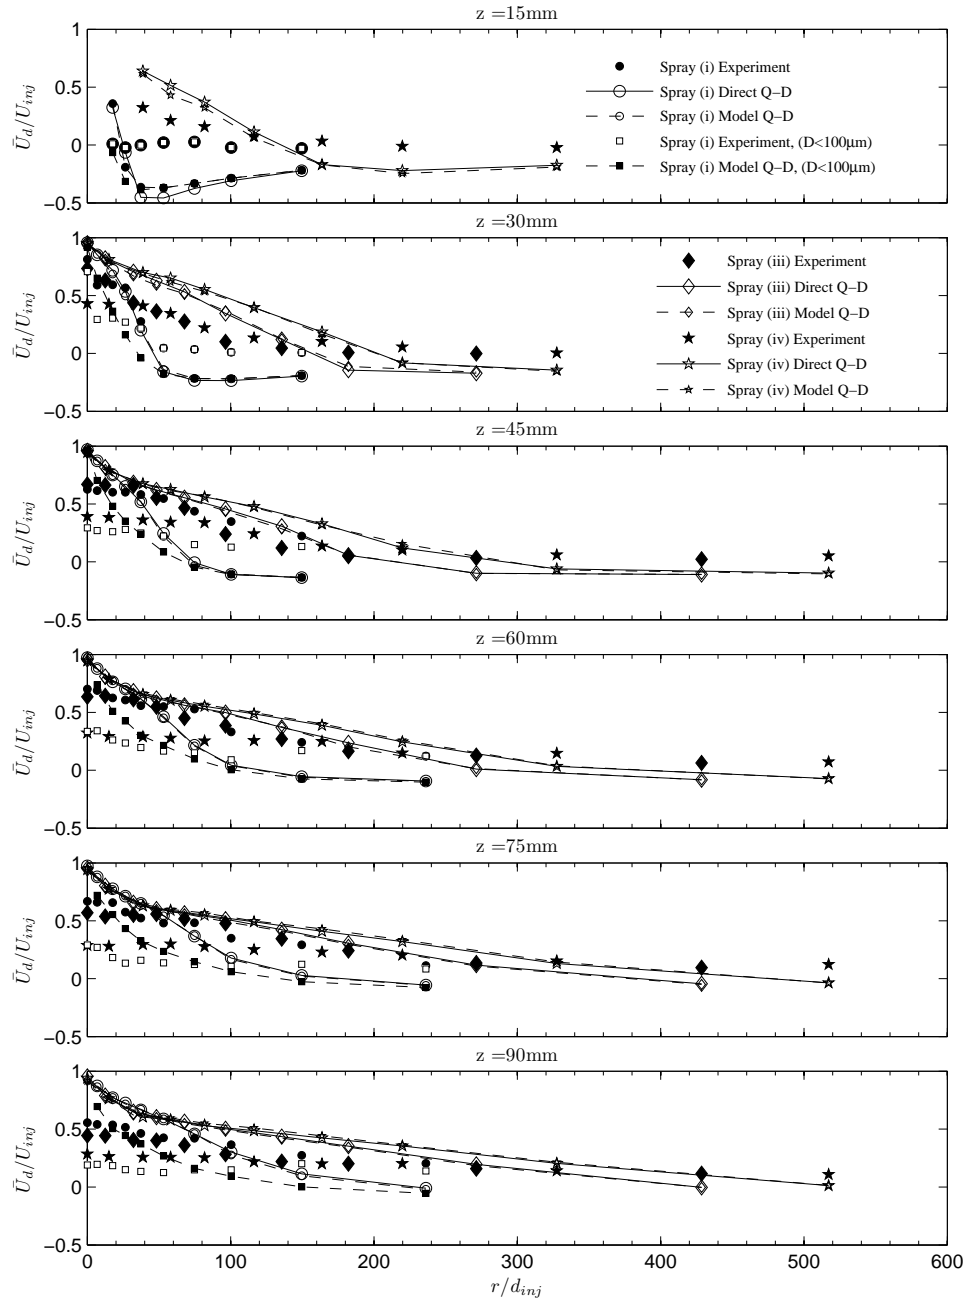 z =15mm
1
0.5
0
−0.5
Ū_d/U_inj
Spray (i) Experiment
Spray (i) Direct Q−D
Spray (i) Model Q−D
Spray (i) Experiment, (D<100μm)
Spray (i) Model Q−D, (D<100μm)
z =30mm
1
0.5
0
−0.5
Ū_d/U_inj
Spray (iii) Experiment
Spray (iii) Direct Q−D
Spray (iii) Model Q−D
Spray (iv) Experiment
Spray (iv) Direct Q−D
Spray (iv) Model Q−D
z =45mm
1
0.5
0
−0.5
Ū_d/U_inj
z =60mm
1
0.5
0
−0.5
Ū_d/U_inj
z =75mm
1
0.5
0
−0.5
Ū_d/U_inj
z =90mm
1
0.5
0
−0.5
Ū_d/U_inj
0 100 200 300 400 500 600
r/d_inj